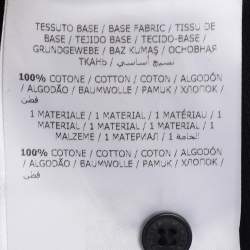 TESSUTO BASE / BASE FABRIC / TISSU DE
BASE / TEJIDO BASE / TECIDO-BASE /
GRUNDGEWEBE / BAZ KUMAŞ / ОСНОВНАЯ
ТКАНЬ / نسيج أساسي /
100% COTONE / COTTON / COTON / ALGODÓN
/ ALGODÃO / BAUMWOLLE / PAMUK / ХЛОПОК /
قطن
1 MATERIALE / 1 MATERIAL / 1 MATÉRIAU / 1
MATERIAL / 1 MATERIAL / 1 MATERIAL / 1
MALZEME / 1 МАТЕРИАЛ / 1 الخامة /
100% COTONE / COTTON / COTON / ALGODÓN
/ ALGODÃO / BAUMWOLLE / PAMUK / ХЛОПОК /
قطن